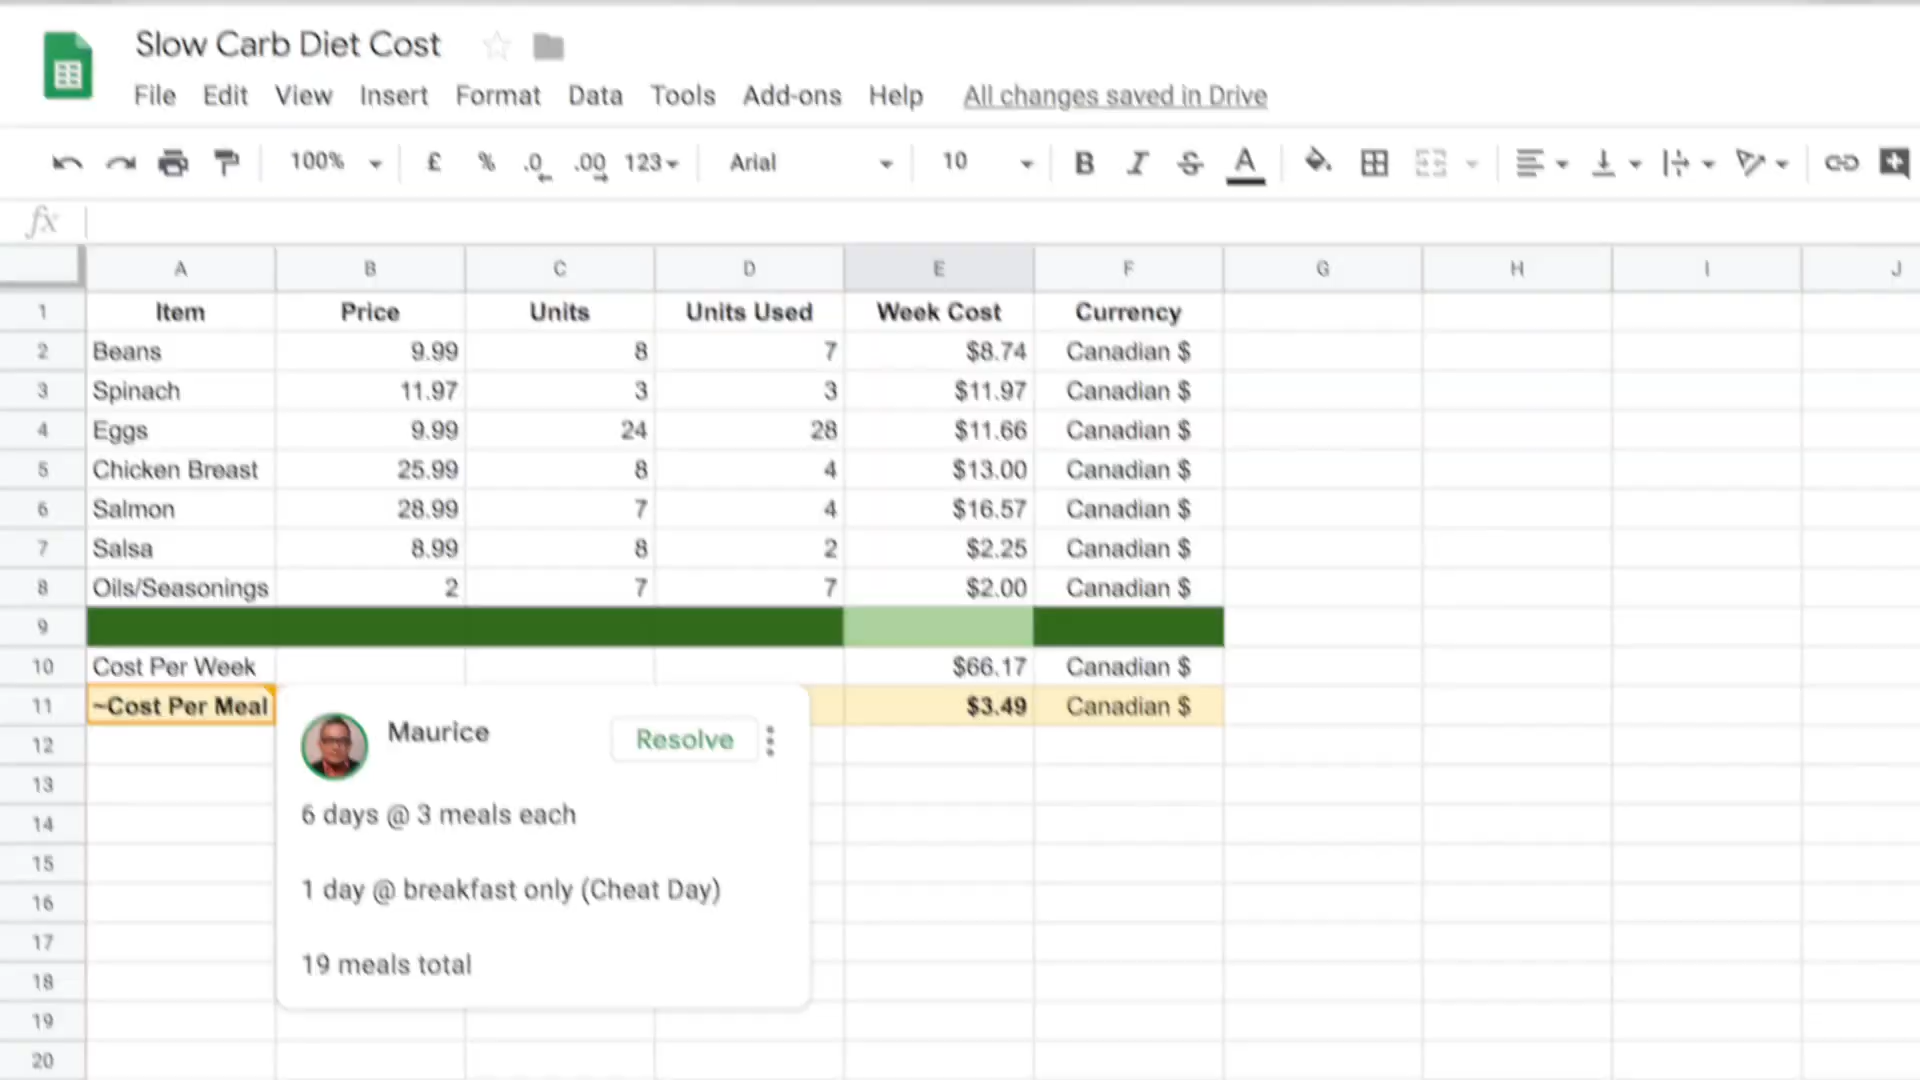 Slow Carb Diet Cost
File Edit View Insert Format Data Tools Add-ons Help All changes saved in Drive
100% £ % .0 .00 123 Arial 10 B I S A
fx
A B C D E F G H I J
1 Item Price Units Units Used Week Cost Currency
2 Beans 9.99 8 7 $8.74 Canadian $
3 Spinach 11.97 3 3 $11.97 Canadian $
4 Eggs 9.99 24 28 $11.66 Canadian $
5 Chicken Breast 25.99 8 4 $13.00 Canadian $
6 Salmon 28.99 7 4 $16.57 Canadian $
7 Salsa 8.99 8 2 $2.25 Canadian $
8 Oils/Seasonings 2 7 7 $2.00 Canadian $
9
10 Cost Per Week $66.17 Canadian $
11 ~Cost Per Meal $3.49 Canadian $
12
13
14
15
16
17
18
19
20
Maurice Resolve
6 days @ 3 meals each
1 day @ breakfast only (Cheat Day)
19 meals total